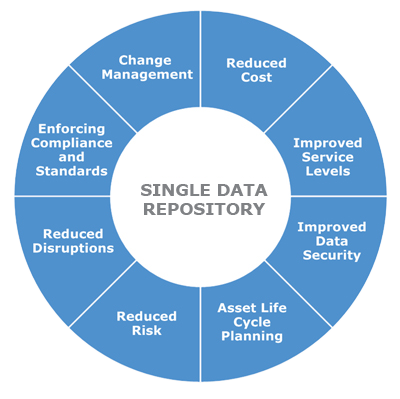 Change
Management
Reduced
Cost
Improved
Service
Levels
Improved
Data
Security
Asset Life
Cycle
Planning
Reduced
Risk
Reduced
Disruptions
Enforcing
Compliance
and
Standards
SINGLE DATA
REPOSITORY